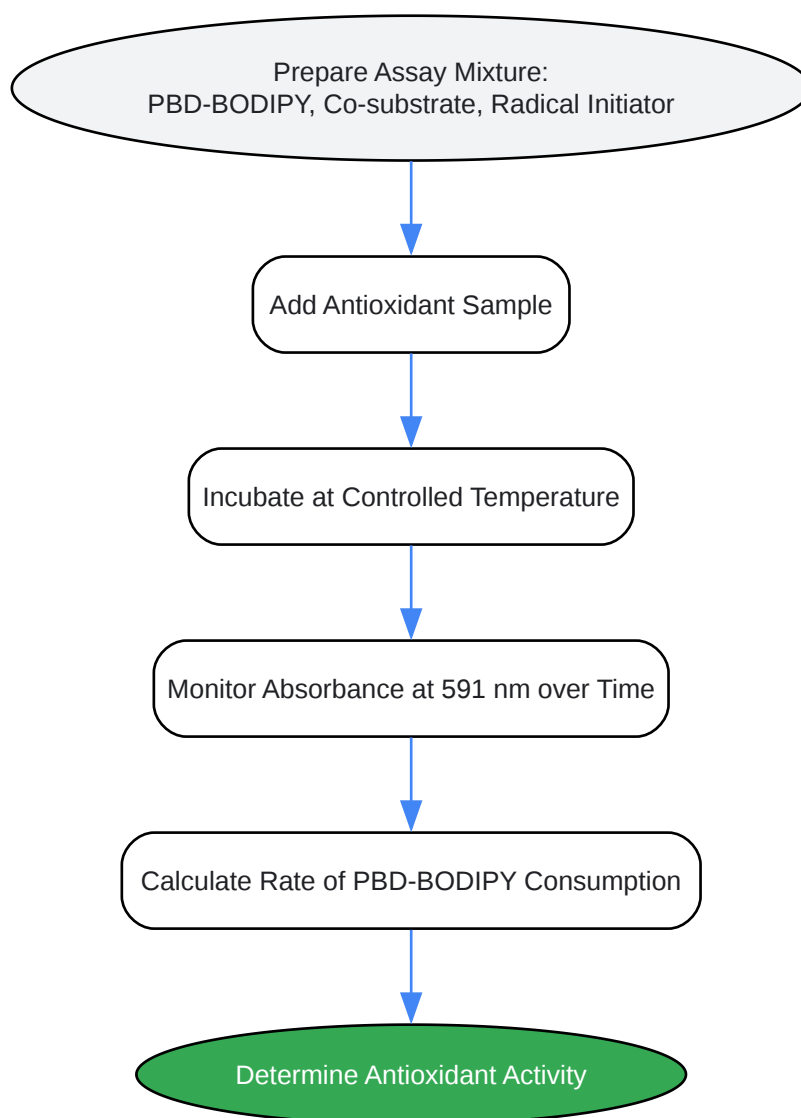 Prepare Assay Mixture:
PBD-BODIPY, Co-substrate, Radical Initiator
Add Antioxidant Sample
Incubate at Controlled Temperature
Monitor Absorbance at 591 nm over Time
Calculate Rate of PBD-BODIPY Consumption
Determine Antioxidant Activity